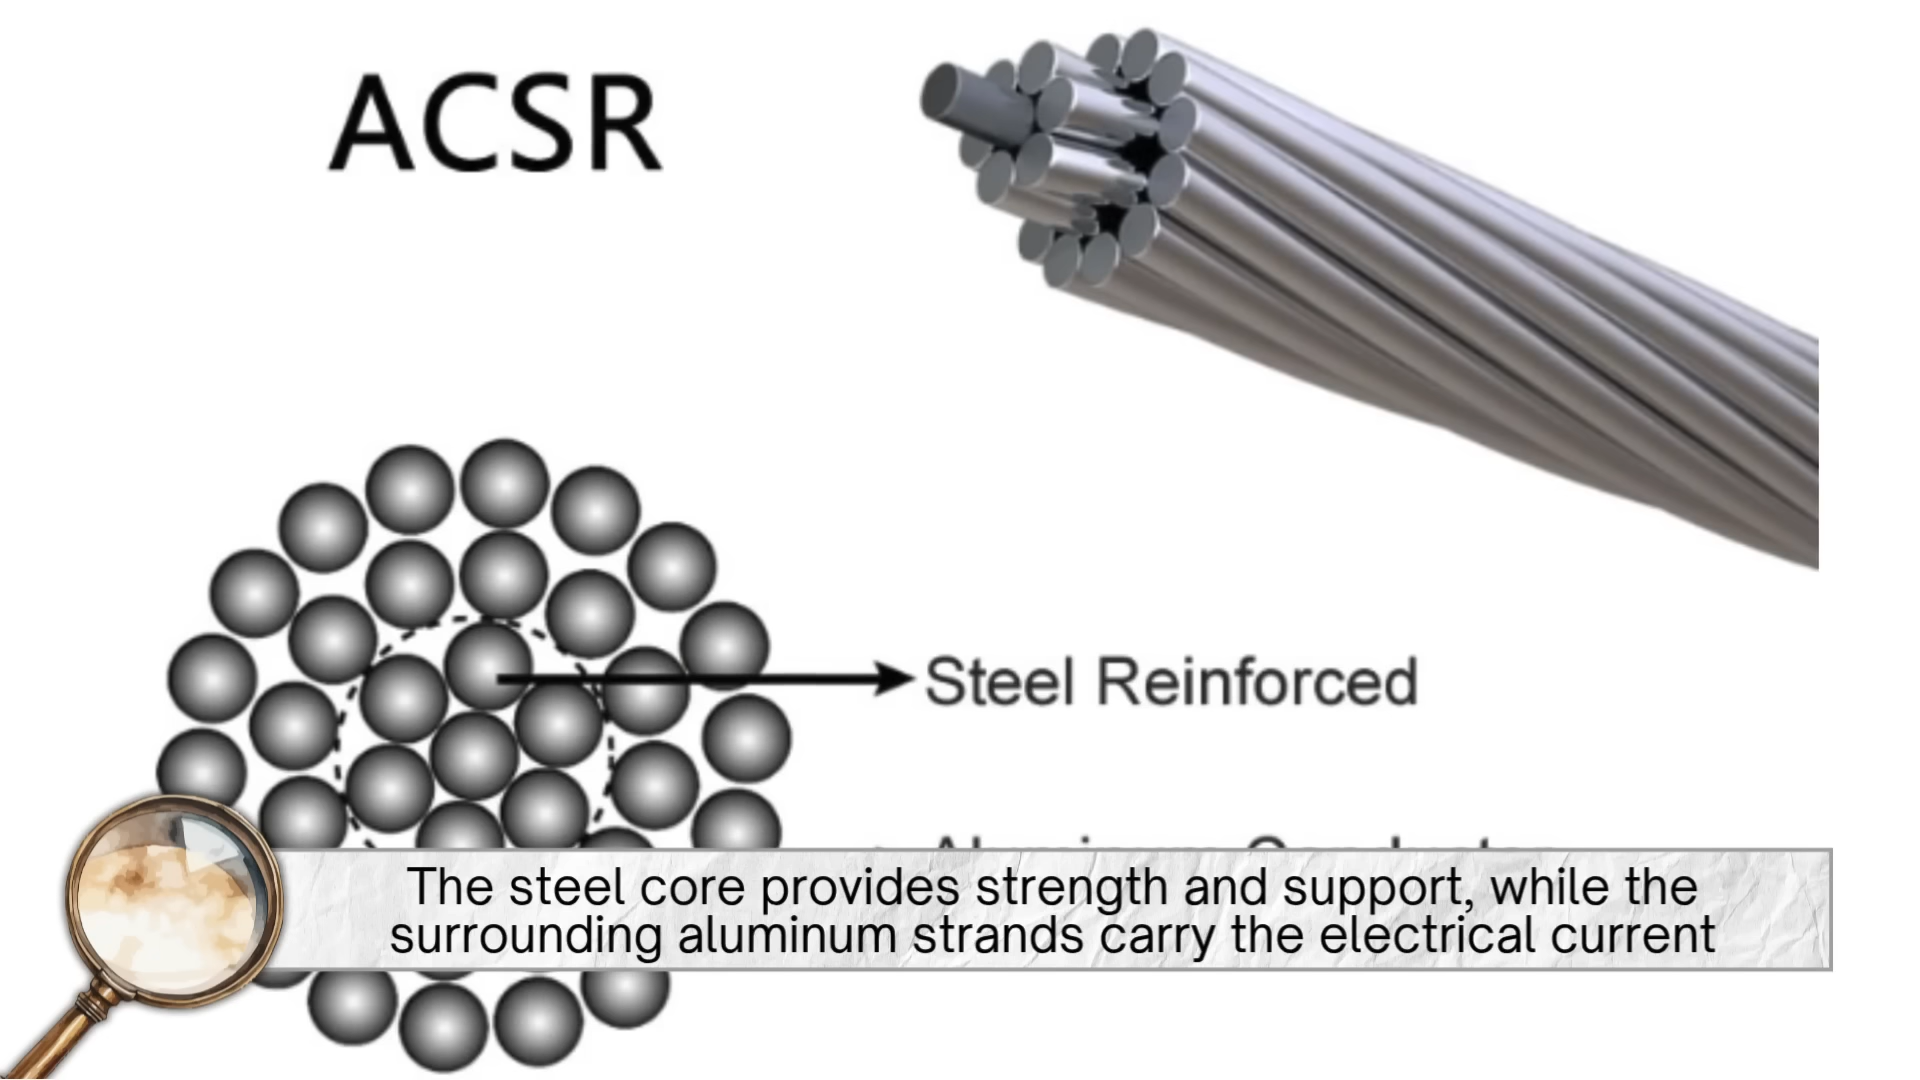 ACSR
Steel Reinforced
The steel core provides strength and support, while the
surrounding aluminum strands carry the electrical current